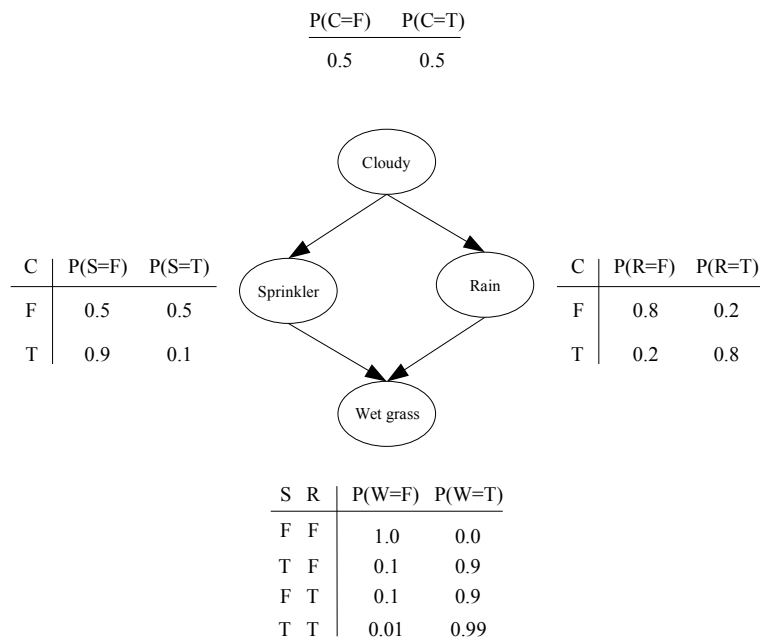 P(C=F) P(C=T)
0.5 0.5
Cloudy
C P(S=F) P(S=T)
F 0.5 0.5
T 0.9 0.1
Sprinkler
Rain
C P(R=F) P(R=T)
F 0.8 0.2
T 0.2 0.8
Wet grass
S R P(W=F) P(W=T)
F F 1.0 0.0
T F 0.1 0.9
F T 0.1 0.9
T T 0.01 0.99